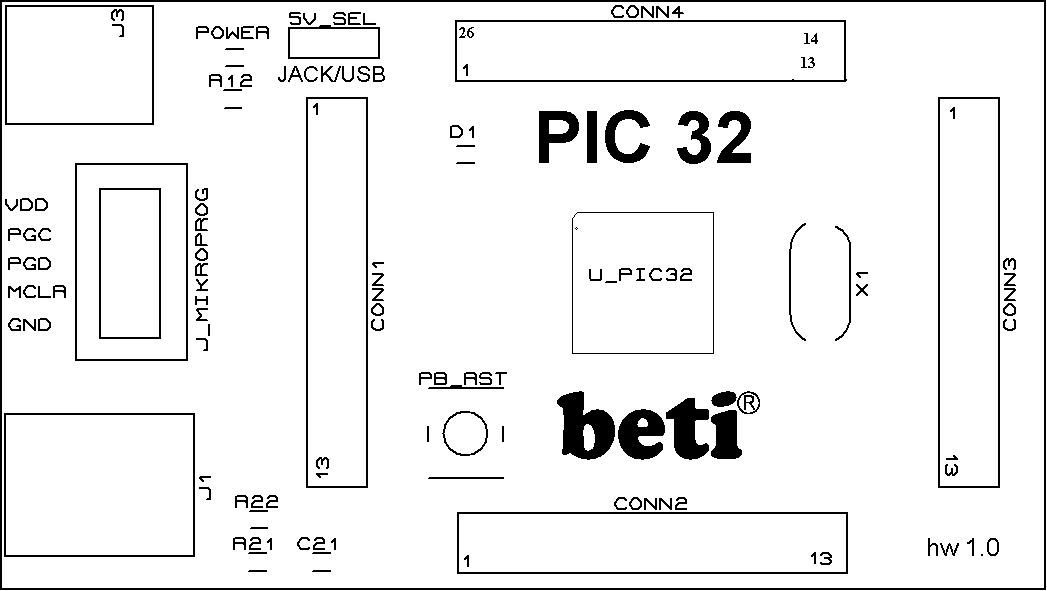 J3
POWER
5V_SEL
CONN4
26
14
1
13
R12
JACK/USB
1
D1
PIC 32
1
VDD
PGC
PGD
MCLR
GND
J_MIKROPROG
CONN1
U_PIC32
X1
CONN3
PB_RST
beti®
13
13
J1
R22
CONN2
R21
C21
1
13
hw 1.0